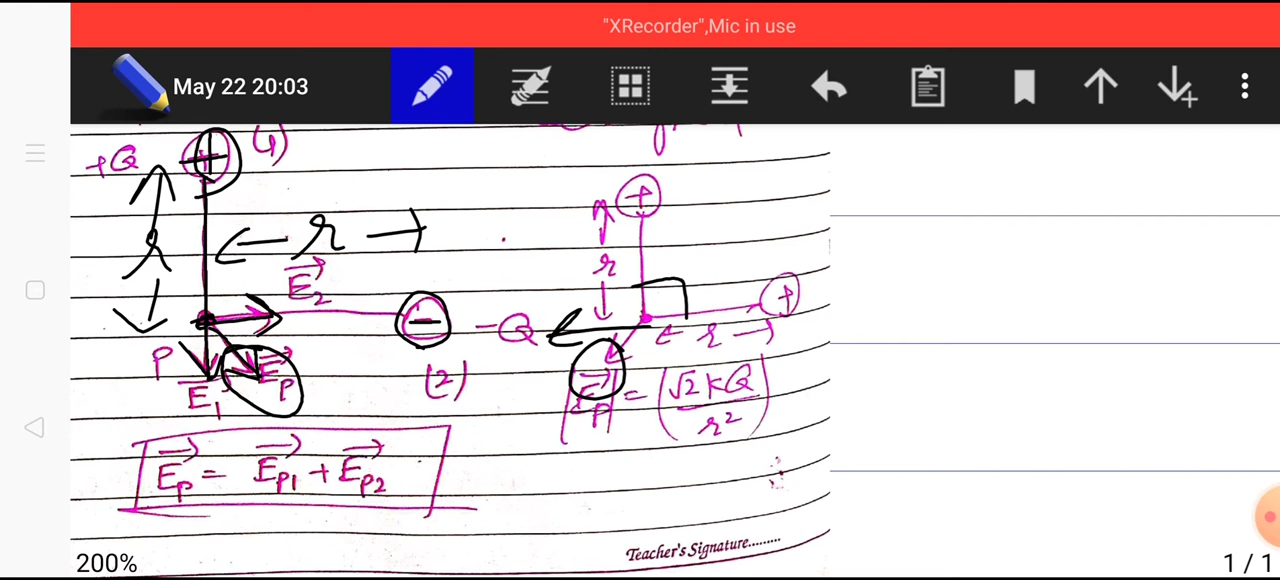 "XRecorder",Mic in use
May 22 20:03
+Q + (1)
r
r
E₂
- -Q
P
E₁
Eₚ
(2)
Eₚ = Eₚ₁ + Eₚ₂
+
r
+
r
|Eₚ| = (√2 KQ / r²)
Teacher's Signature.........
200%
1 / 1